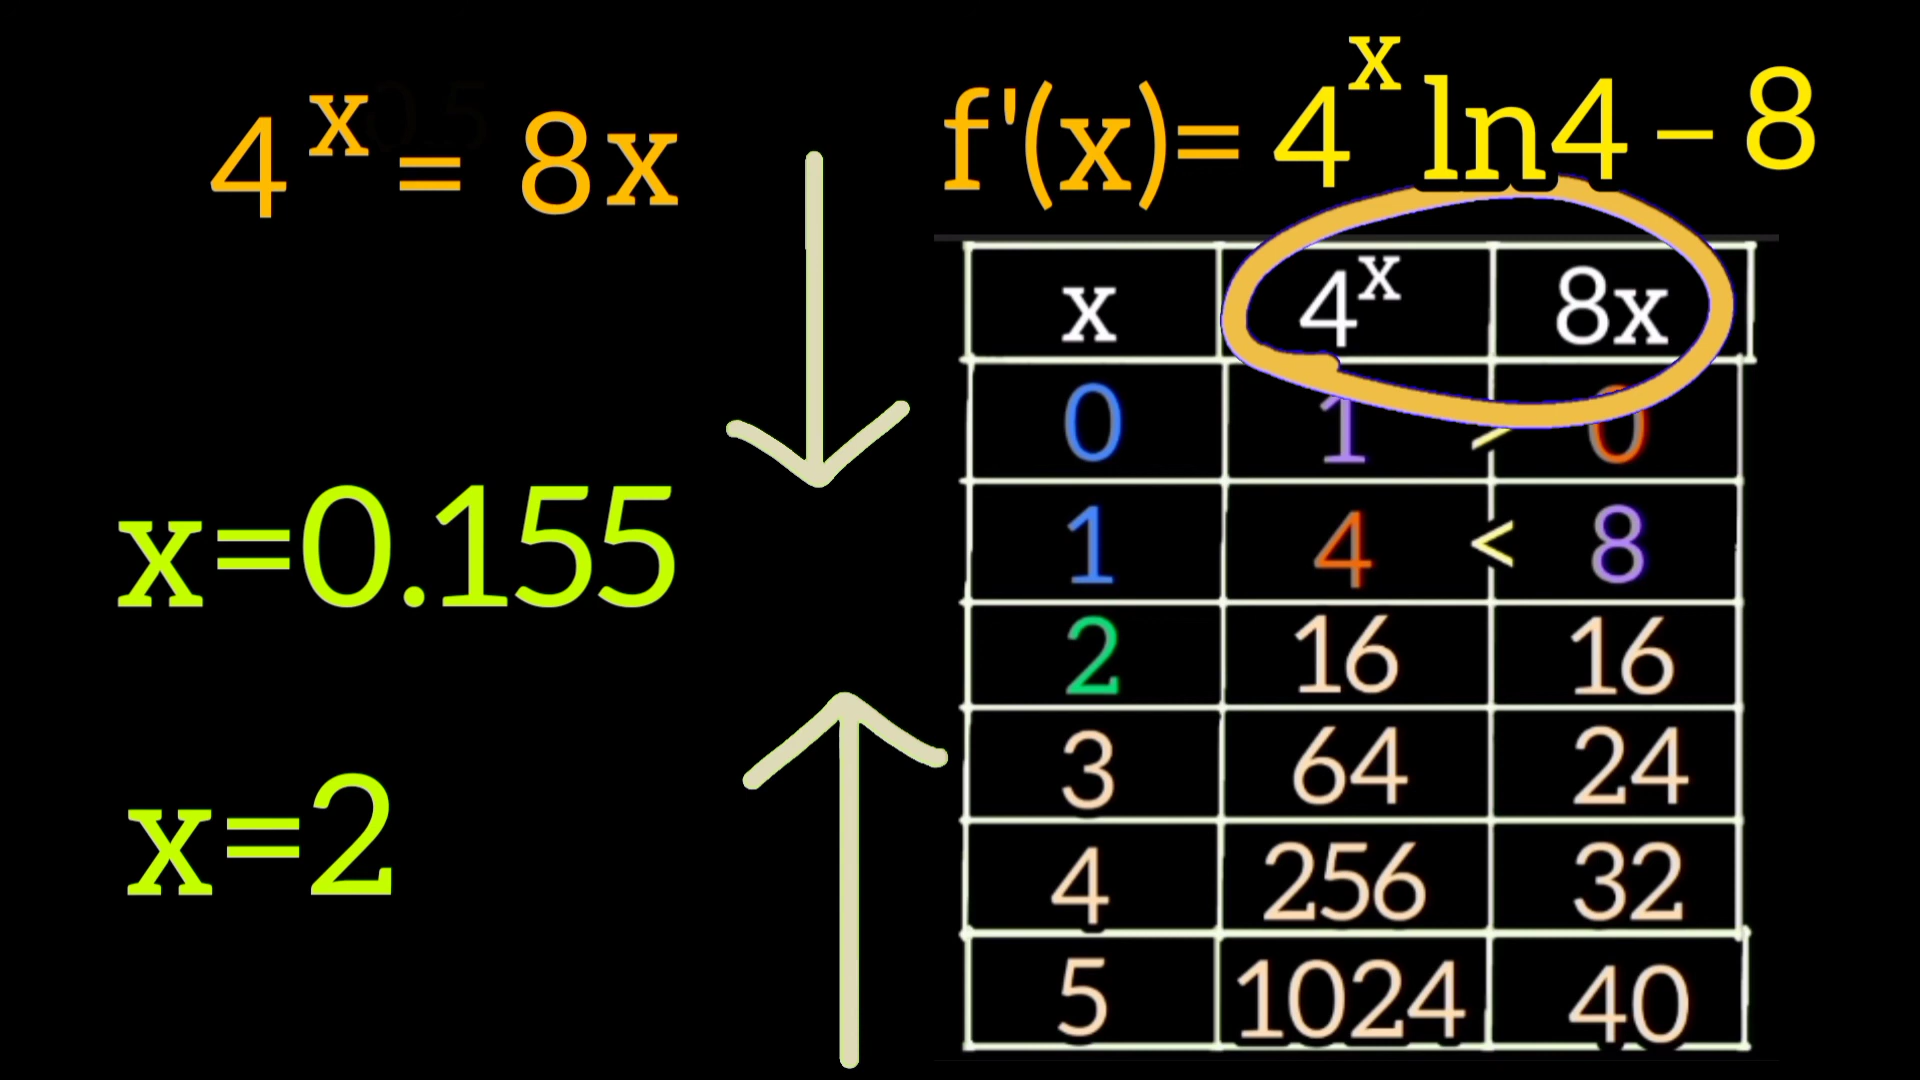 4^x = 8x
x=0.155
x=2
f'(x)= 4^x ln4 – 8
x 4^x 8x
0 1 > 0
1 4 < 8
2 16 16
3 64 24
4 256 32
5 1024 40